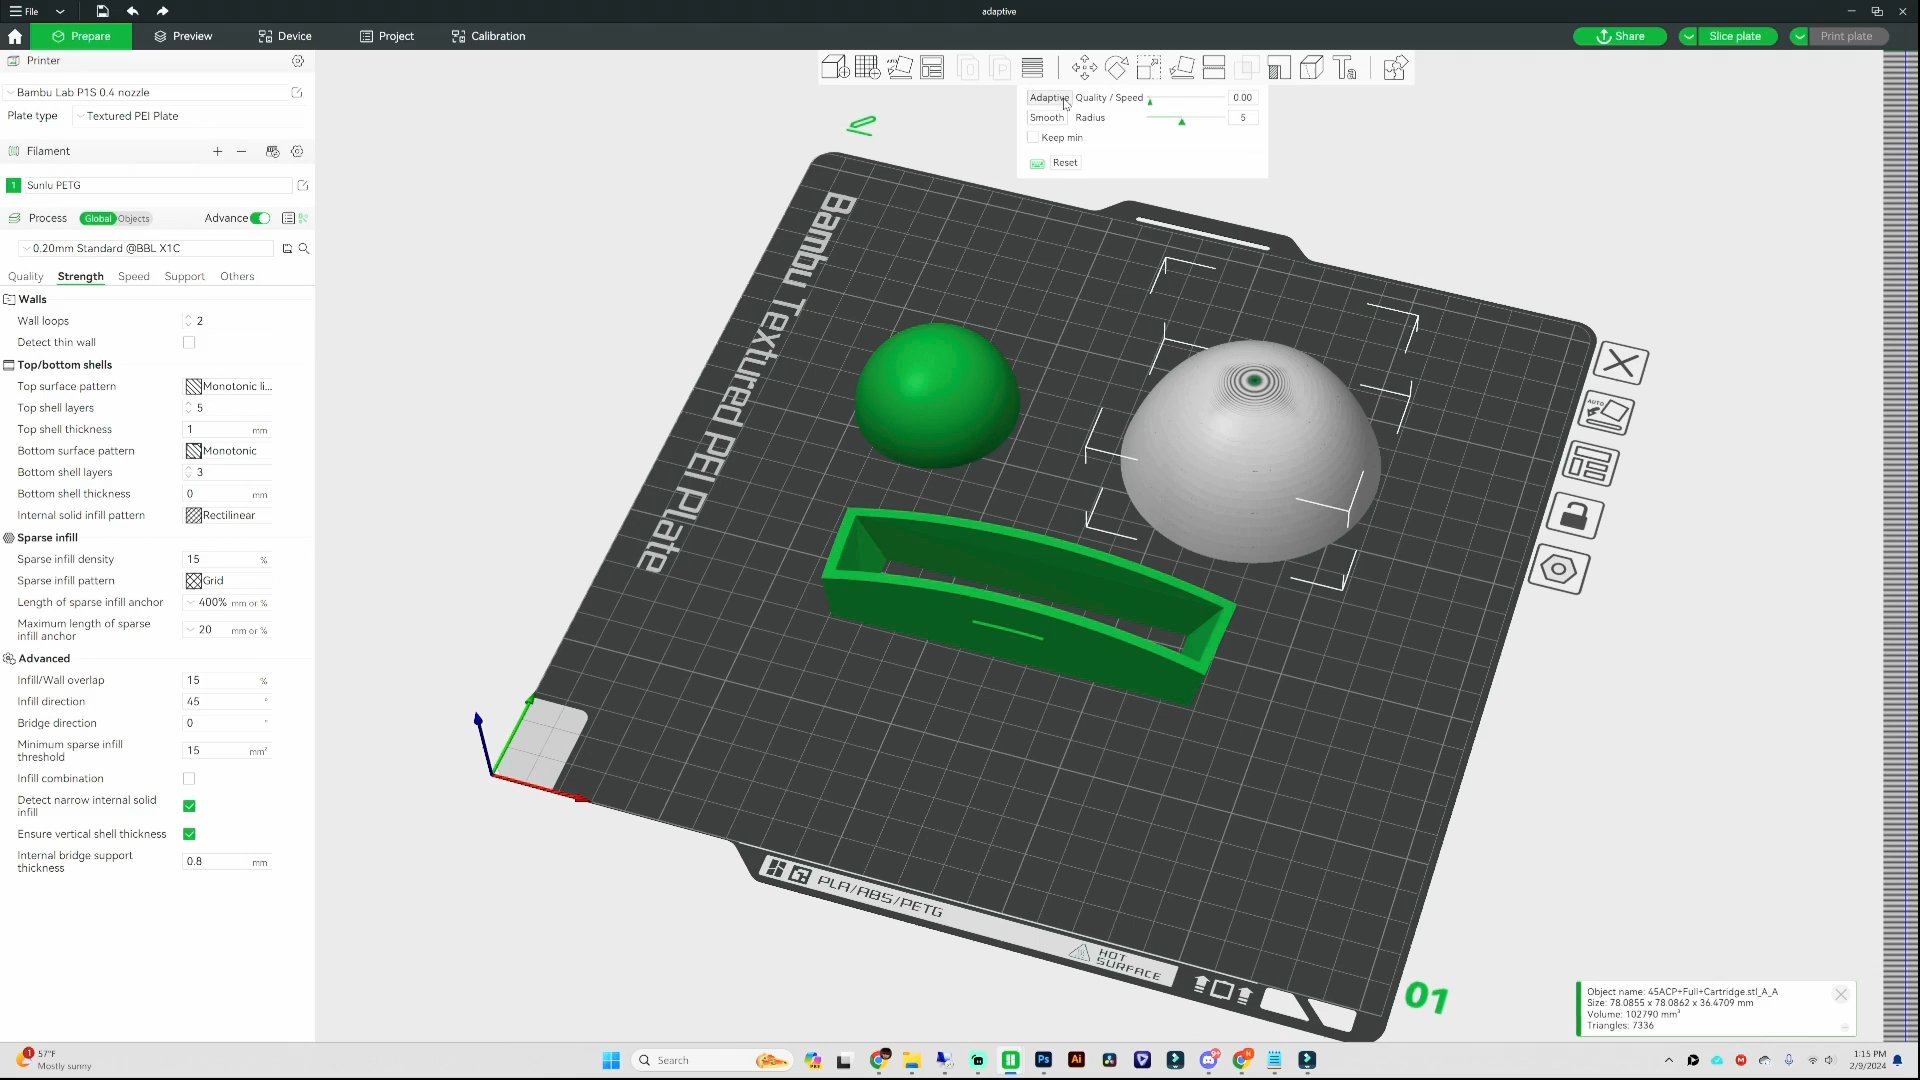 File
adaptive
Prepare
Preview
Device
Project
Calibration
Share
Slice plate
Print plate
Printer
Bambu Lab P1S 0.4 nozzle
Plate type
Textured PEI Plate
Filament
1
Sunlu PETG
Process
Global
Objects
Advance
0.20mm Standard @BBL X1C
Quality
Strength
Speed
Support
Others
Walls
Wall loops 2
Detect thin wall
Top/bottom shells
Top surface pattern Monotonic li...
Top shell layers 5
Top shell thickness 1 mm
Bottom surface pattern Monotonic
Bottom shell layers 3
Bottom shell thickness 0 mm
Internal solid infill pattern Rectilinear
Sparse infill
Sparse infill density 15 %
Sparse infill pattern Grid
Length of sparse infill anchor 400% mm or %
Maximum length of sparse
infill anchor 20 mm or %
Advanced
Infill/Wall overlap 15 %
Infill direction 45 °
Bridge direction 0 °
Minimum sparse infill
threshold 15 mm²
Infill combination
Detect narrow internal solid
infill
Ensure vertical shell thickness
Internal bridge support
thickness 0.8 mm
Adaptive Quality / Speed 0.00
Smooth Radius 5
Keep min
Reset
Bambu Textured PEI Plate
AUTO
PLA/ABS/PETG
HOT
SURFACE
01
Object name: 45ACP+Full+Cartridge.stl_A_A
Size: 78.0855 x 78.0862 x 36.4709 mm
Volume: 102790 mm³
Triangles: 7336
1
57°F
Mostly sunny
Search
Ps
Ai
1:15 PM
2/9/2024